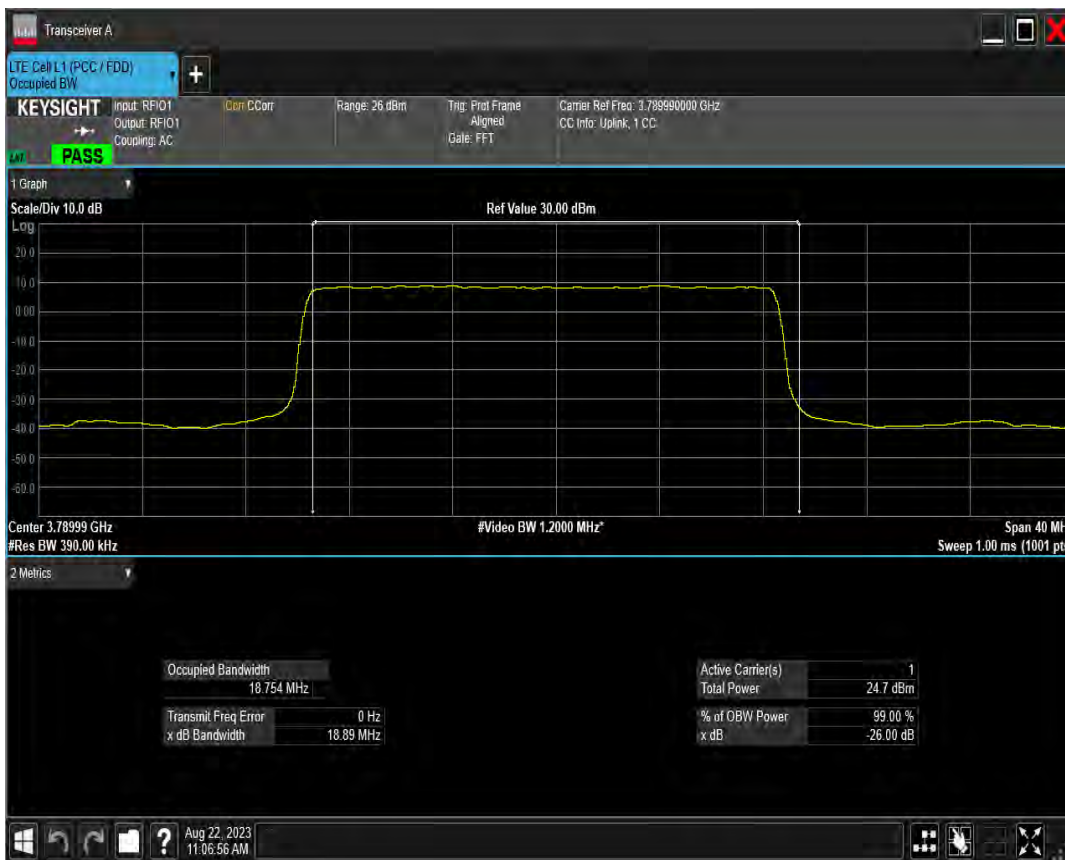 Transceiver A
LTE Cell L1 (PCC / FDD)
Occupied BW
KEYSIGHT
Input: RFIO1
Output: RFIO1
Coupling: AC
Corr CCorr
Range: 26 dBm
Trig: Prot Frame
Aligned
Gate: FFT
Carrier Ref Freq: 3.789990000 GHz
CC Info: Uplink, 1 CC
PASS
1 Graph
Scale/Div 10.0 dB
Ref Value 30.00 dBm
Log
20.0
10.0
0.00
-10.0
-20.0
-30.0
-40.0
-50.0
-60.0
Center 3.78999 GHz
#Video BW 1.2000 MHz*
Span 40 MH
#Res BW 390.00 kHz
Sweep 1.00 ms (1001 pt
2 Metrics
Occupied Bandwidth
18.754 MHz
Transmit Freq Error 0 Hz
x dB Bandwidth 18.89 MHz
Active Carrier(s) 1
Total Power 24.7 dBm
% of OBW Power 99.00 %
x dB -26.00 dB
Aug 22, 2023
11:06:56 AM